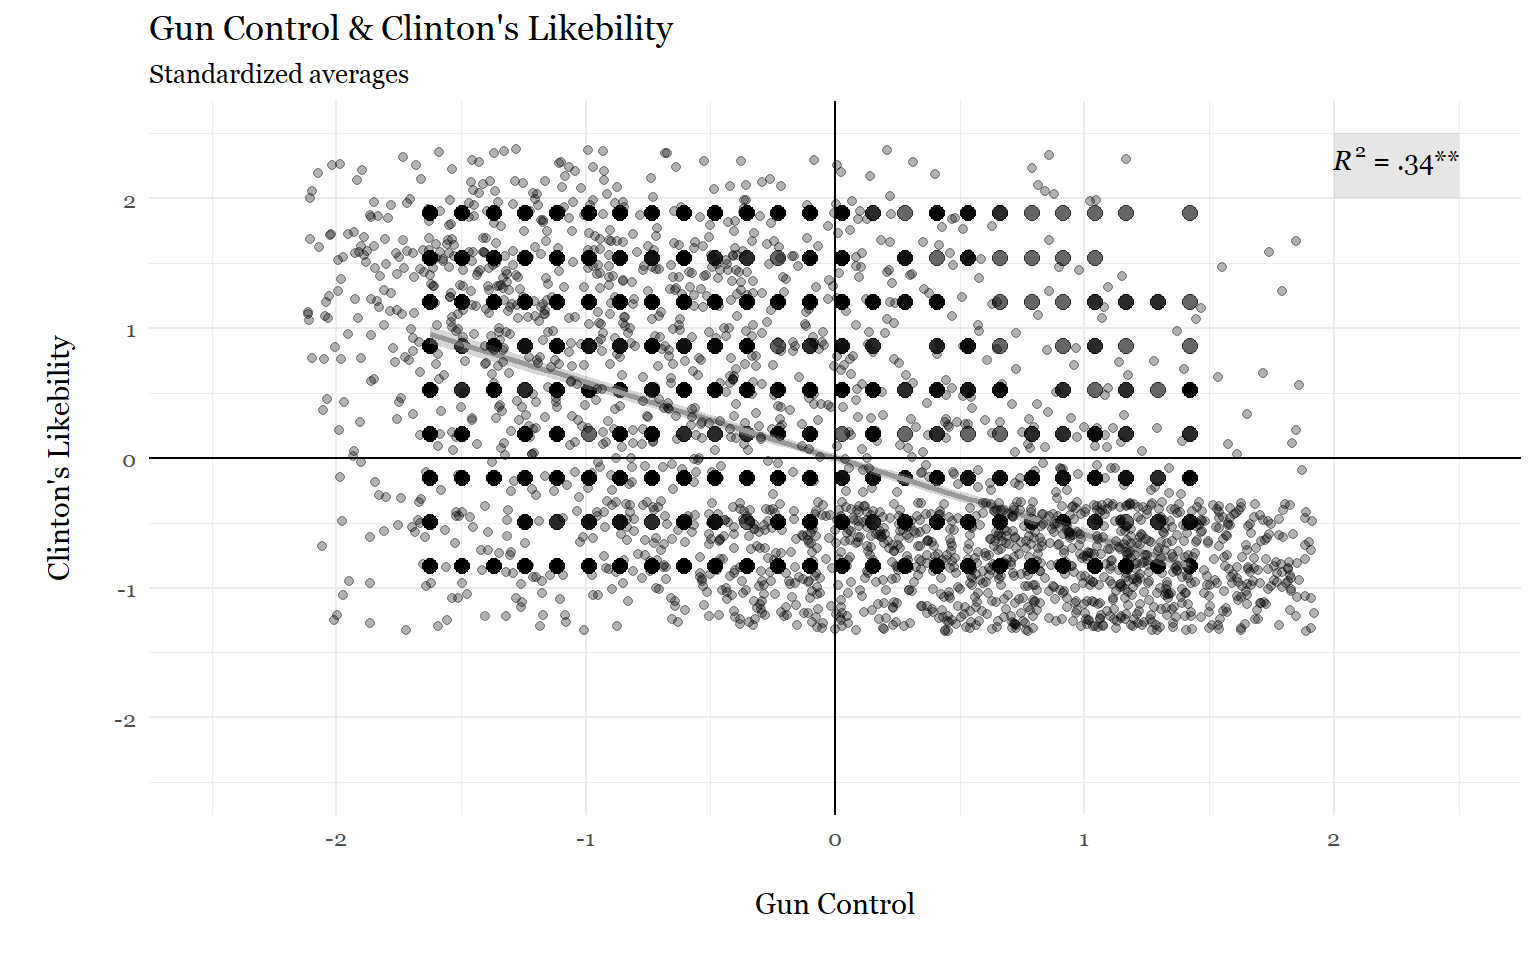 Gun Control & Clinton's Likebility
Standardized averages
R² = .34**
Clinton's Likebility
2
1
0
-1
-2
-2
-1
0
1
2
Gun Control